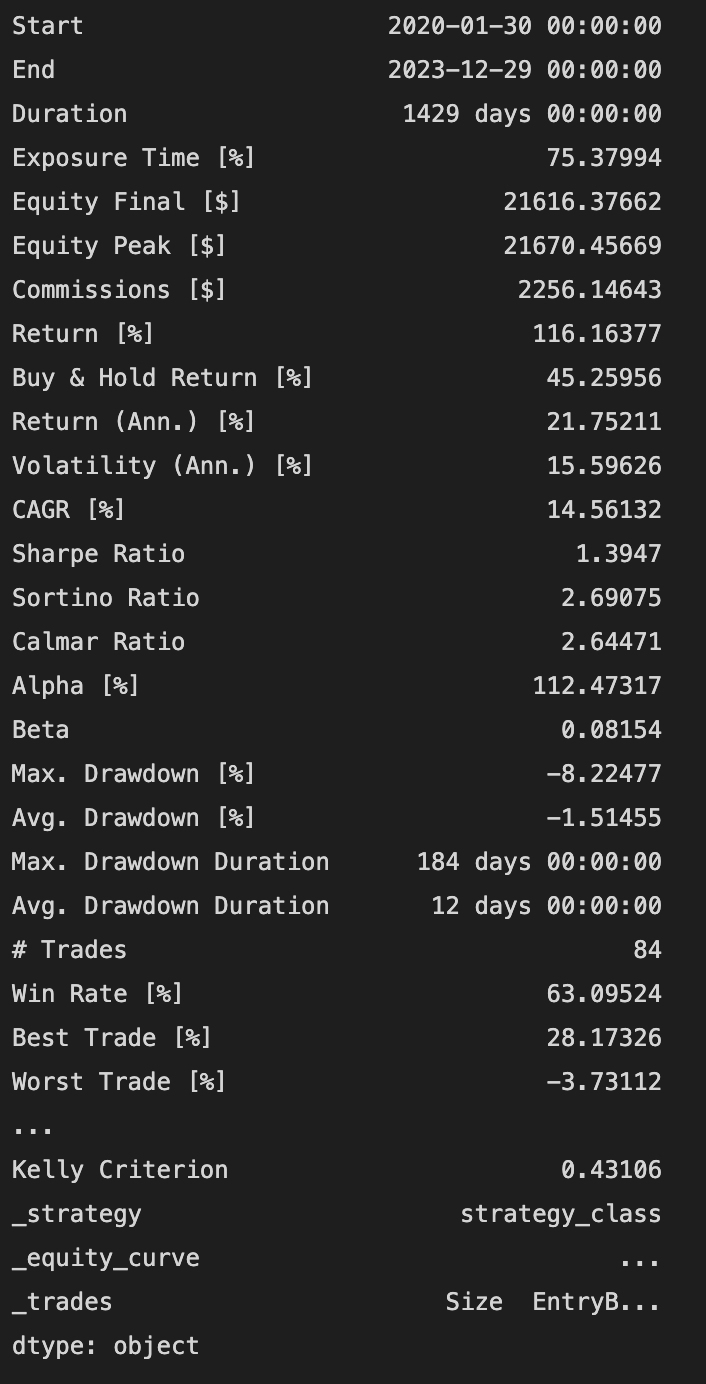 Start 2020-01-30 00:00:00
End 2023-12-29 00:00:00
Duration 1429 days 00:00:00
Exposure Time [%] 75.37994
Equity Final [$] 21616.37662
Equity Peak [$] 21670.45669
Commissions [$] 2256.14643
Return [%] 116.16377
Buy & Hold Return [%] 45.25956
Return (Ann.) [%] 21.75211
Volatility (Ann.) [%] 15.59626
CAGR [%] 14.56132
Sharpe Ratio 1.3947
Sortino Ratio 2.69075
Calmar Ratio 2.64471
Alpha [%] 112.47317
Beta 0.08154
Max. Drawdown [%] -8.22477
Avg. Drawdown [%] -1.51455
Max. Drawdown Duration 184 days 00:00:00
Avg. Drawdown Duration 12 days 00:00:00
# Trades 84
Win Rate [%] 63.09524
Best Trade [%] 28.17326
Worst Trade [%] -3.73112
...
Kelly Criterion 0.43106
_strategy strategy_class
_equity_curve ...
_trades Size EntryB...
dtype: object